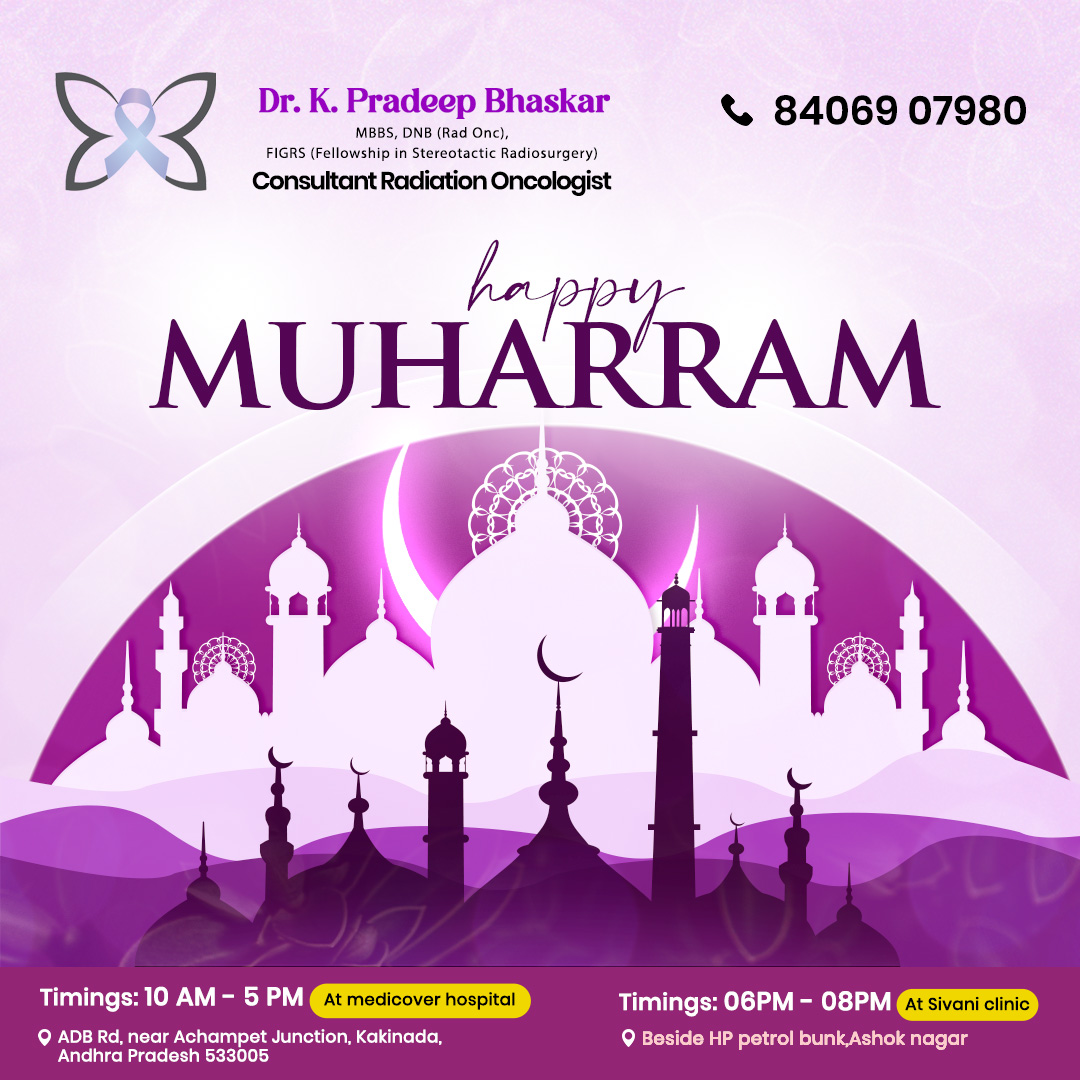 Dr. K. Pradeep Bhaskar
MBBS, DNB (Rad Onc),
FIGRS (Fellowship in Stereotactic Radiosurgery)
Consultant Radiation Oncologist
84069 07980
happy
MUHARRAM
Timings: 10 AM - 5 PM At medicover hospital
ADB Rd, near Achampet Junction, Kakinada,
Andhra Pradesh 533005
Timings: 06PM - 08PM At Sivani clinic
Beside HP petrol bunk,Ashok nagar